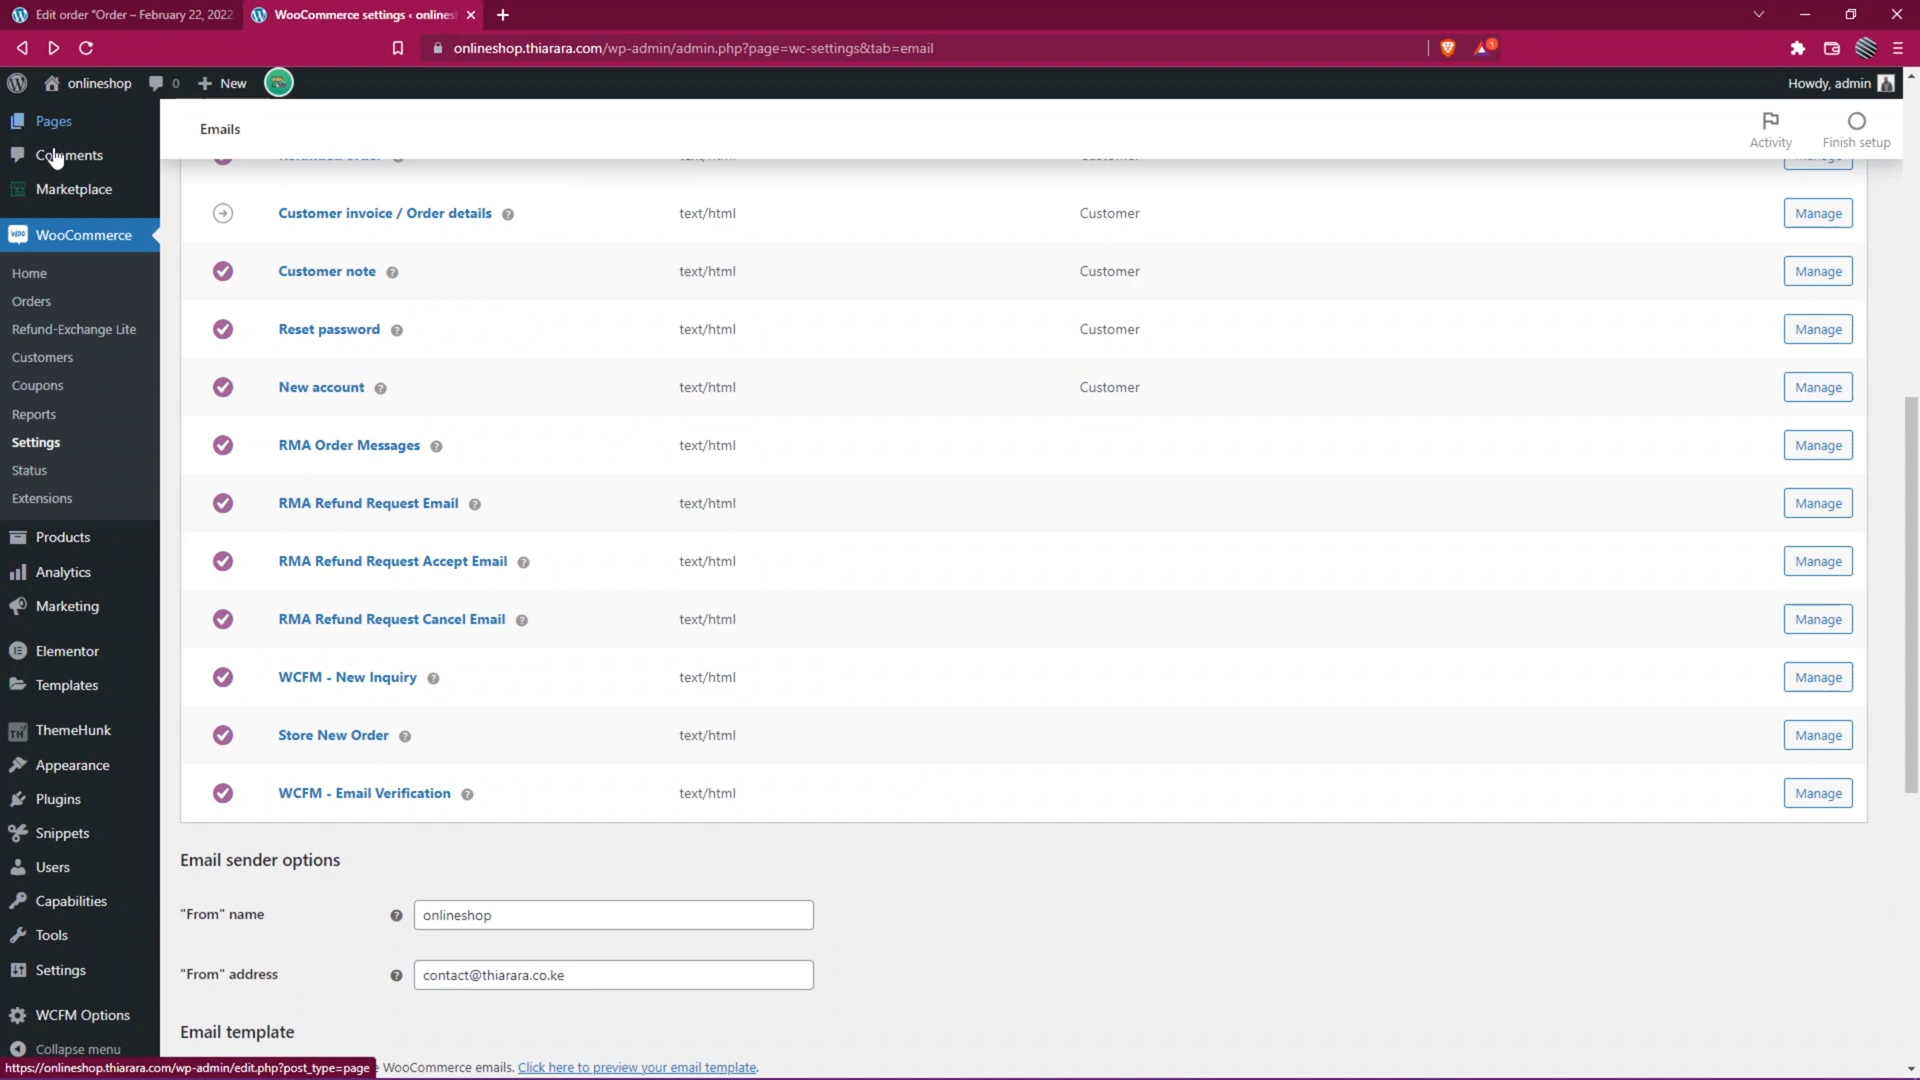 Edit order "Order – February 22, 2022
WooCommerce settings ‹ onlines
onlineshop.thiarara.com/wp-admin/admin.php?page=wc-settings&tab=email
1
onlineshop
0
New
Howdy, admin
Pages
Comments
Marketplace
WooCommerce
Home
Orders
Refund-Exchange Lite
Customers
Coupons
Reports
Settings
Status
Extensions
Products
Analytics
Marketing
Elementor
Templates
ThemeHunk
Appearance
Plugins
Snippets
Users
Capabilities
Tools
Settings
WCFM Options
Collapse menu
Emails
Activity
Finish setup
Customer invoice / Order details text/html Customer Manage
Customer note text/html Customer Manage
Reset password text/html Customer Manage
New account text/html Customer Manage
RMA Order Messages text/html Manage
RMA Refund Request Email text/html Manage
RMA Refund Request Accept Email text/html Manage
RMA Refund Request Cancel Email text/html Manage
WCFM - New Inquiry text/html Manage
Store New Order text/html Manage
WCFM - Email Verification text/html Manage
Email sender options
"From" name onlineshop
"From" address contact@thiarara.co.ke
Email template
WooCommerce emails. Click here to preview your email template.
https://onlineshop.thiarara.com/wp-admin/edit.php?post_type=page